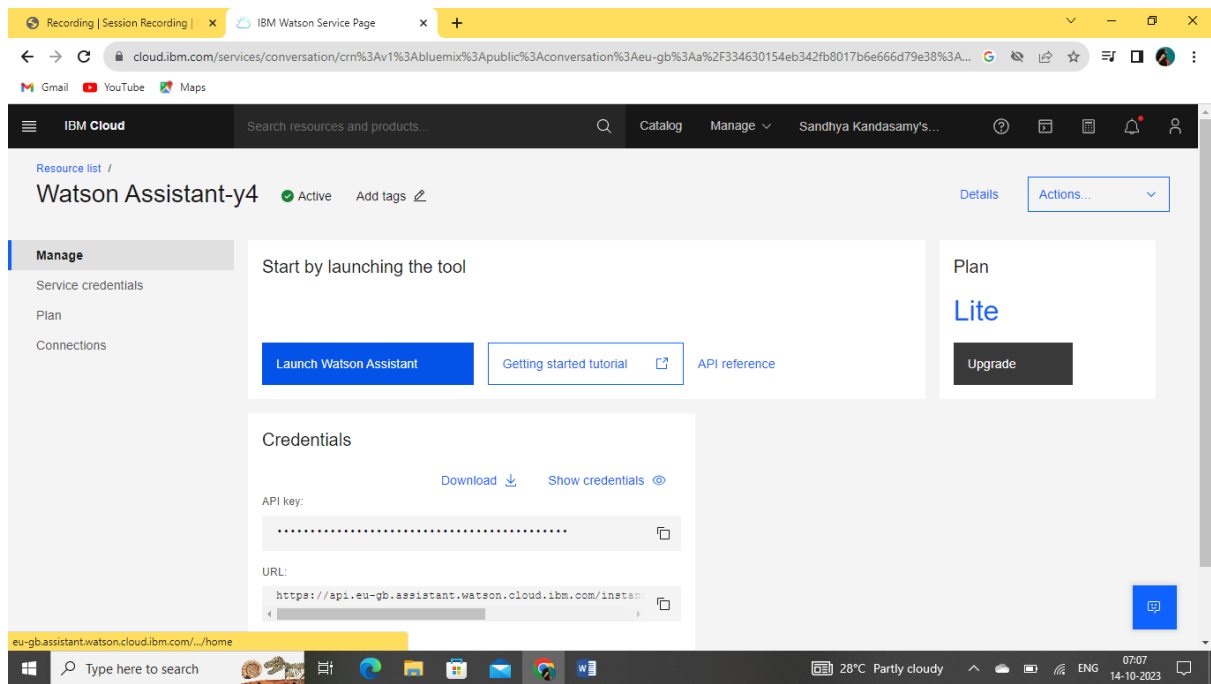 Recording | Session Recording |
IBM Watson Service Page
cloud.ibm.com/services/conversation/crn%3Av1%3Abluemix%3Apublic%3Aconversation%3Aeu-gb%3Aa%2F334630154eb342fb8017b6e666d79e38%3A...
Gmail YouTube Maps
IBM Cloud Search resources and products... Catalog Manage Sandhya Kandasamy's...
Resource list /
Watson Assistant-y4 Active Add tags Details Actions...
Manage
Service credentials
Plan
Connections
Start by launching the tool
Launch Watson Assistant Getting started tutorial API reference
Plan
Lite
Upgrade
Credentials
Download Show credentials
API key:
URL:
https://api.eu-gb.assistant.watson.cloud.ibm.com/instan
eu-gb.assistant.watson.cloud.ibm.com/.../home
Type here to search 28°C Partly cloudy ENG 07:07
14-10-2023